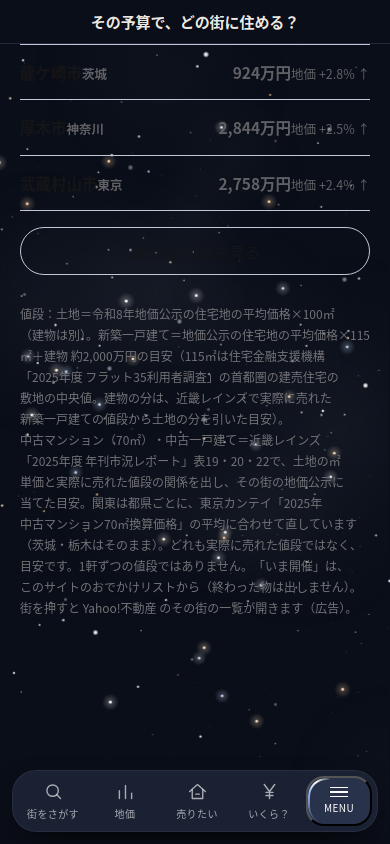 その予算で、どの街に住める？
龍ケ崎市茨城 924万円地価 +2.8% ↑
厚木市神奈川 2,844万円地価 +2.5% ↑
武蔵村山市東京 2,758万円地価 +2.4% ↑
値段：土地＝令和8年地価公示の住宅地の平均価格×100㎡
（建物は別）。新築一戸建て＝地価公示の住宅地の平均価格×115
㎡＋建物 約2,000万円の目安（115㎡は住宅金融支援機構
「2025年度 フラット35利用者調査」の首都圏の建売住宅の
敷地の中央値。建物の分は、近畿レインズで実際に売れた
新築一戸建ての値段から土地の分を引いた目安）。
中古マンション（70㎡）・中古一戸建て＝近畿レインズ
「2025年度 年刊市況レポート」表19・20・22で、土地の㎡
単価と実際に売れた値段の関係を出し、その街の地価公示に
当てた目安。関東は都県ごとに、東京カンテイ「2025年
中古マンション70㎡換算価格」の平均に合わせて直しています
（茨城・栃木はそのまま）。どれも実際に売れた値段ではなく、
目安です。1軒ずつの値段ではありません。「いま開催」は、
このサイトのおでかけリストから（終わった物は出しません）。
街を押すと Yahoo!不動産 のその街の一覧が開きます（広告）。
街をさがす 地価 売りたい いくら？ MENU